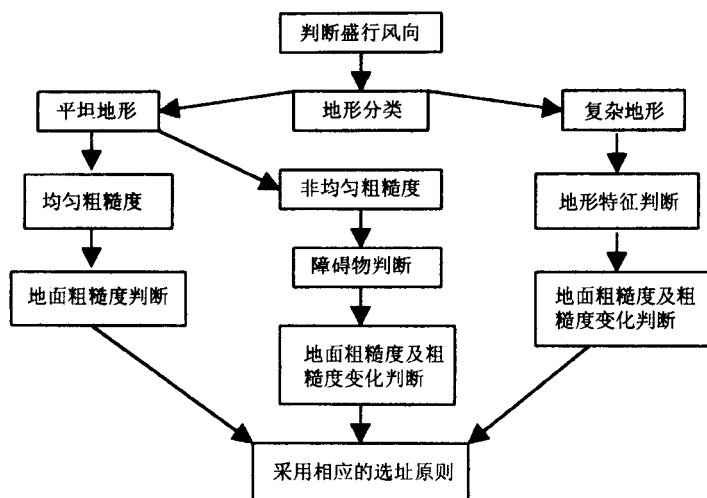 判断盛行风向
平坦地形
地形分类
复杂地形
均匀粗糙度
非均匀粗糙度
地形特征判断
障碍物判断
地面粗糙度判断
地面粗糙度及粗
糙度变化判断
地面粗糙度及粗
糙度变化判断
采用相应的选址原则